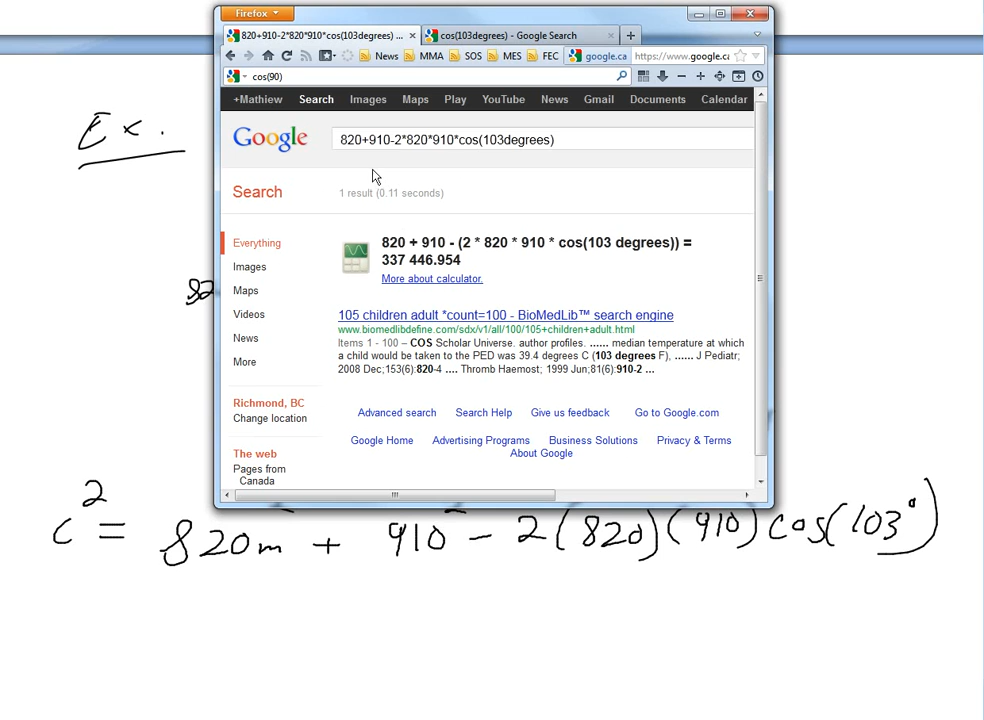 Firefox
820+910-2*820*910*cos(103degrees) ... × cos(103degrees) - Google Search × +
News MMA SOS MES FEC google.ca https://www.google.ca
cos(90)
+Mathiew Search Images Maps Play YouTube News Gmail Documents Calendar
Ex.
Google 820+910-2*820*910*cos(103degrees)
Search 1 result (0.11 seconds)
Everything
Images
Maps
Videos
News
More
820 + 910 - (2 * 820 * 910 * cos(103 degrees)) =
337 446.954
More about calculator.
82
105 children adult *count=100 - BioMedLib™ search engine
www.biomedlibdefine.com/sdx/v1/all/100/105+children+adult.html
Items 1 - 100 – COS Scholar Universe. author profiles. ...... median temperature at which
a child would be taken to the PED was 39.4 degrees C (103 degrees F), ...... J Pediatr;
2008 Dec;153(6):820-4 .... Thromb Haemost; 1999 Jun;81(6):910-2 ...
Richmond, BC
Change location
Advanced search Search Help Give us feedback Go to Google.com
Google Home Advertising Programs Business Solutions Privacy & Terms
About Google
The web
Pages from
Canada
c² = 820m + 910² - 2(820)(910)cos(103°)